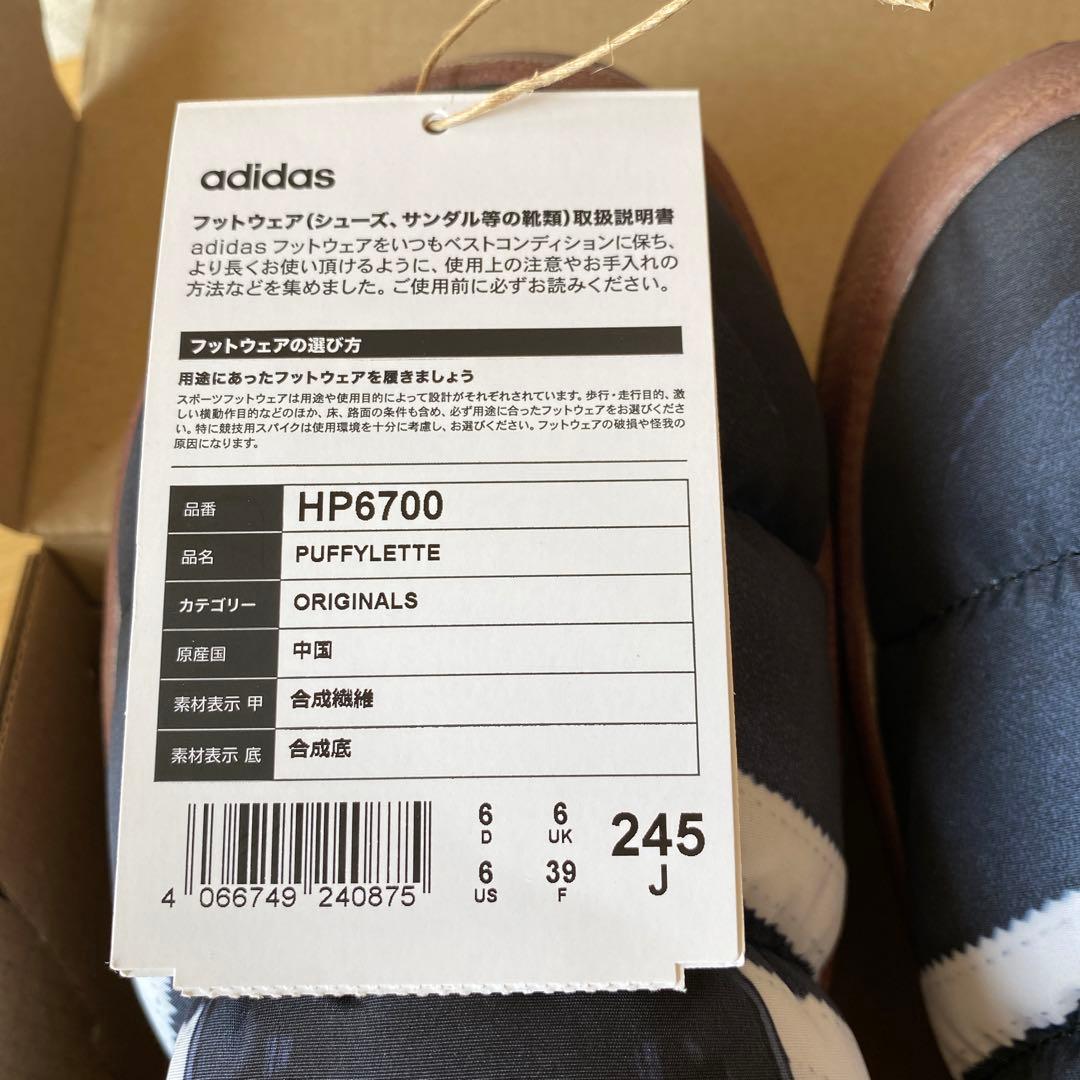 adidas
フットウェア(シューズ、サンダル等の靴類)取扱説明書
adidas フットウェアをいつもベストコンディションに保ち、
より長くお使い頂けるように、使用上の注意やお手入れの
方法などを集めました。ご使用前に必ずお読みください。
フットウェアの選び方
用途にあったフットウェアを履きましょう
スポーツフットウェアは用途や使用目的によって設計がそれぞれされています。歩行・走行目的、激
しい横動作目的などのほか、床、路面の条件も含め、必ず用途に合ったフットウェアをお選びくださ
い。特に競技用スパイクは使用環境を十分に考慮し、お選びください。フットウェアの破損や怪我の
原因になります。
品番 HP6700
品名 PUFFYLETTE
カテゴリー ORIGINALS
原産国 中国
素材表示 甲 合成繊維
素材表示 底 合成底
6 D 6 UK 245 J
6 US 39 F
4 066749 240875